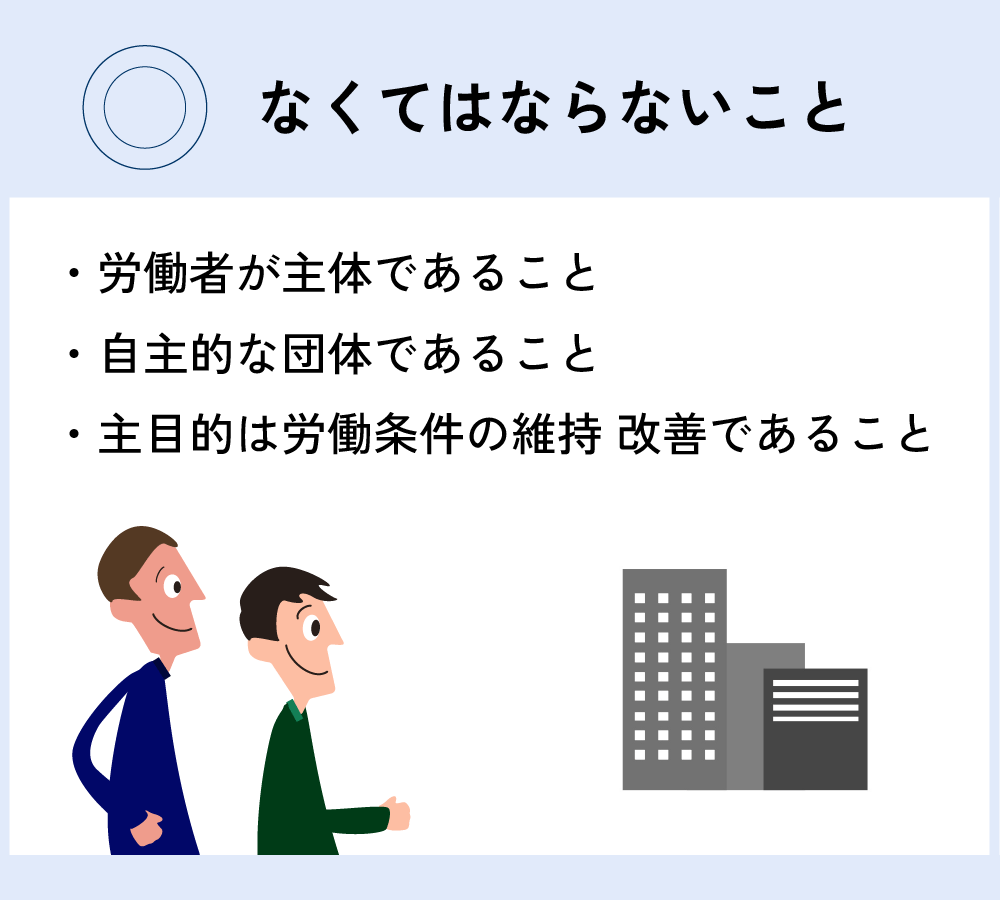 なくてはならないこと
・労働者が主体であること
・自主的な団体であること
・主目的は労働条件の維持 改善であること